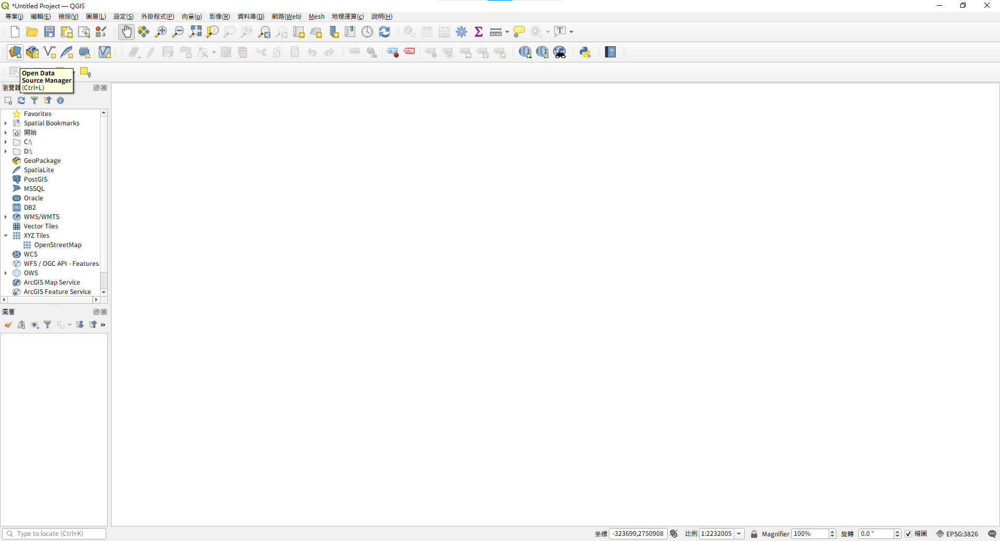 *Untitled Project — QGIS
專案(j) 編輯(E) 檢視(V) 圖層(L) 設定(S) 外掛程式(P) 向量(o) 影像(R) 資料庫(D) 網路(Web) Mesh 地理運算(c) 說明(H)
Open Data
Source Manager
(Ctrl+L)
瀏覽器
Favorites
Spatial Bookmarks
開始
C:\
D:\
GeoPackage
SpatiaLite
PostGIS
MSSQL
Oracle
DB2
WMS/WMTS
Vector Tiles
XYZ Tiles
OpenStreetMap
WCS
WFS / OGC API - Features
OWS
ArcGIS Map Service
ArcGIS Feature Service
圖層
Type to locate (Ctrl+K) 坐標 -323699,2750908 比例 1:2232005 Magnifier 100% 旋轉 0.0 ° 繪圖 EPSG:3826